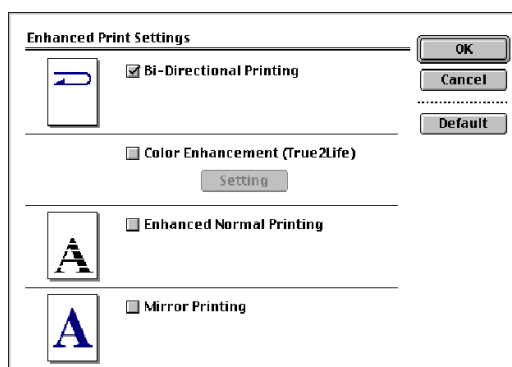 Enhanced Print Settings
OK
Bi-Directional Printing
Cancel
Default
Color Enhancement (True2Life)
Setting
Enhanced Normal Printing
A
Mirror Printing
A